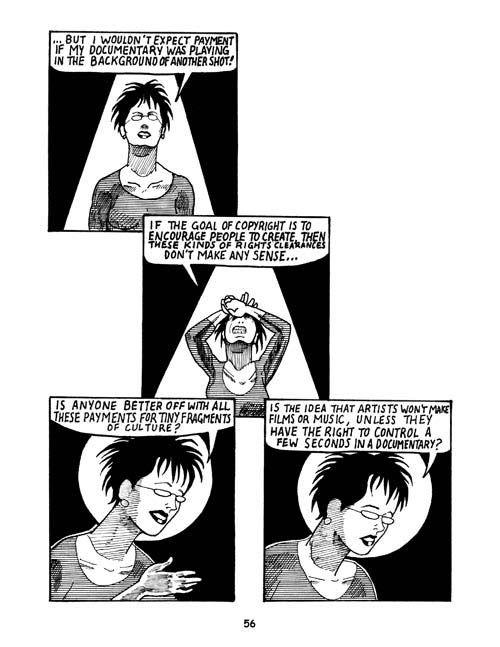 ... BUT I WOULDN'T EXPECT PAYMENT
IF MY DOCUMENTARY WAS PLAYING
IN THE BACKGROUND OF ANOTHER SHOT!
IF THE GOAL OF COPYRIGHT IS TO
ENCOURAGE PEOPLE TO CREATE, THEN
THESE KINDS OF RIGHTS CLEARANCES
DON'T MAKE ANY SENSE...
IS ANYONE BETTER OFF WITH ALL
THESE PAYMENTS FOR TINY FRAGMENTS
OF CULTURE?
IS THE IDEA THAT ARTISTS WON'T MAKE
FILMS OR MUSIC, UNLESS THEY
HAVE THE RIGHT TO CONTROL A
FEW SECONDS IN A DOCUMENTARY?
56